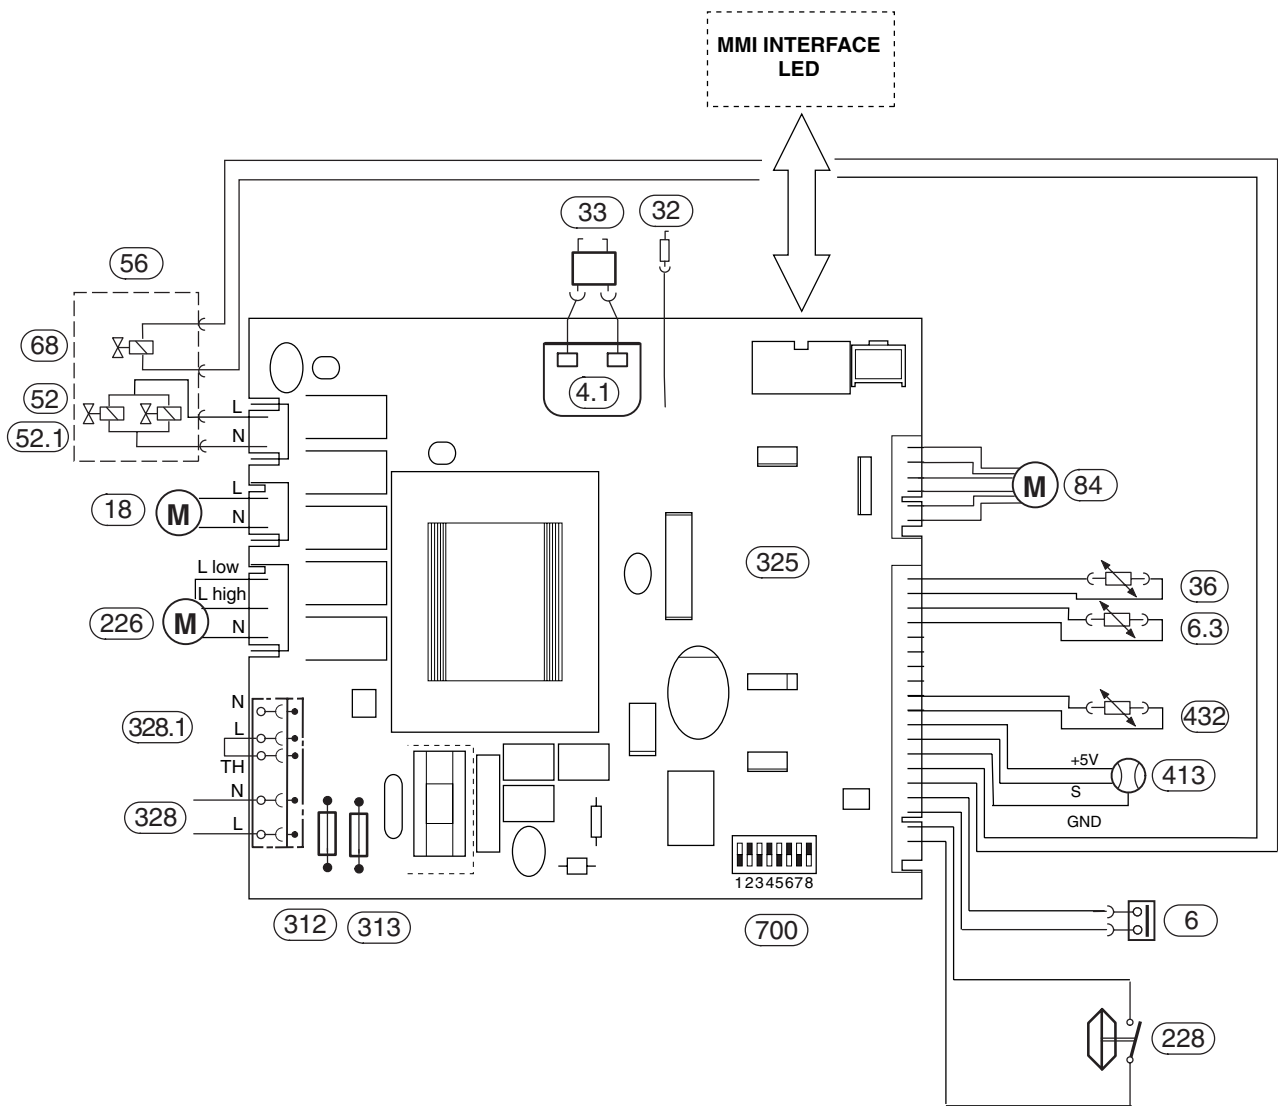 MMI INTERFACE
LED
33
32
56
68
52
52.1
4.1
L
N
18
M
L
N
L low
L high
226
M
N
M
84
325
36
6.3
432
+5V
413
S
GND
N
328.1
L
TH
N
328
L
12345678
312
313
700
6
228